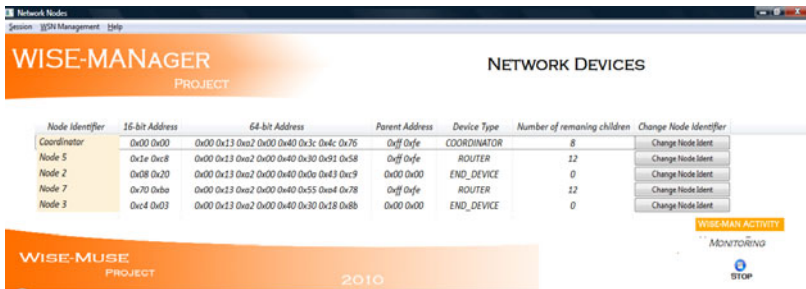 Network Nodes
Session WSN Management Help
WISE-MANAGER
PROJECT
NETWORK DEVICES
Node Identifier 16-bit Address 64-bit Address Parent Address Device Type Number of remaning children Change Node Identifier
Coordinator 0x00 0x00 0x00 0x13 0xa2 0x00 0x40 0x3c 0x4c 0x76 0xff 0xfe COORDINATOR 8 Change Node Ident
Node 5 0x1e 0xc8 0x00 0x13 0xa2 0x00 0x40 0x30 0x91 0x58 0xff 0xfe ROUTER 12 Change Node Ident
Node 2 0x08 0x20 0x00 0x13 0xa2 0x00 0x40 0x0a 0x43 0xc9 0x00 0x00 END_DEVICE 0 Change Node Ident
Node 7 0x70 0xba 0x00 0x13 0xa2 0x00 0x40 0x55 0xa4 0x78 0xff 0xfe ROUTER 12 Change Node Ident
Node 3 0xc4 0x03 0x00 0x13 0xa2 0x00 0x40 0x30 0x18 0x8b 0x00 0x00 END_DEVICE 0 Change Node Ident
WISE-MAN ACTIVITY
MONITORING
WISE-MUSE
PROJECT
2010
STOP